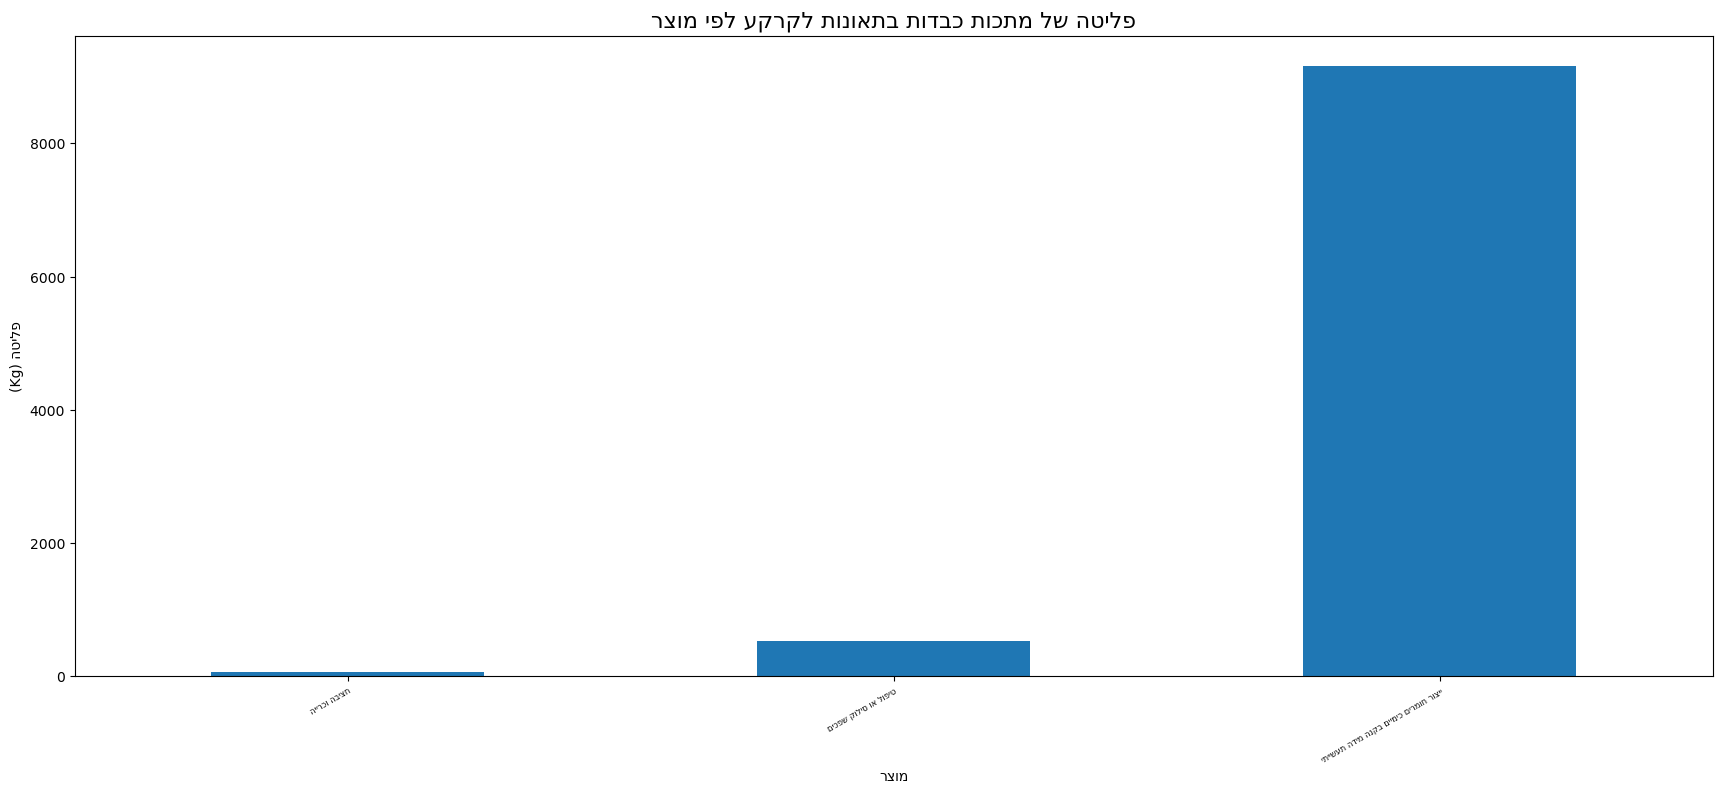 פליטה של מתכות כבדות בתאונות לקרקע לפי מוצר
8000
6000
4000
2000
0
פליטה (Kg)
חציבה וכרייה
טיפול או סילוק שפכים
ייצור חומרים כימיים בקנה מידה תעשייתי
מוצר